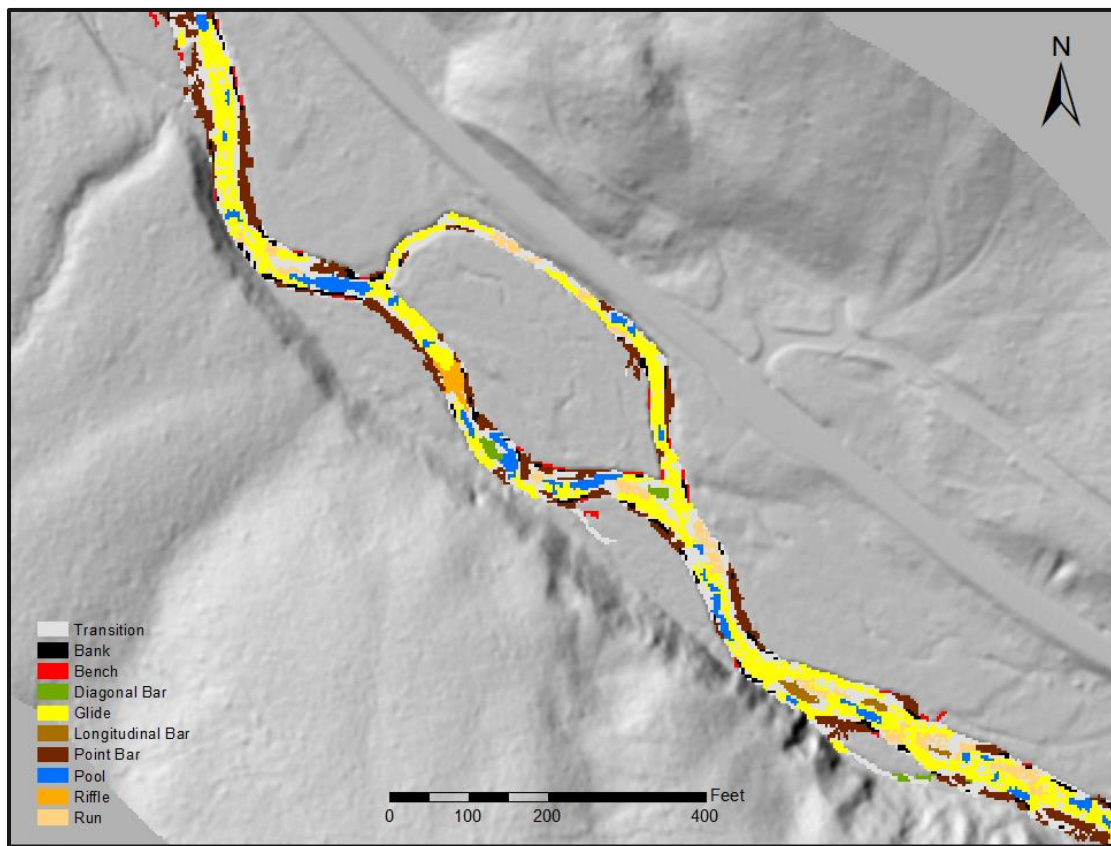 N
Transition
Bank
Bench
Diagonal Bar
Glide
Longitudinal Bar
Point Bar
Pool
Riffle
Run
Feet
0 100 200 400